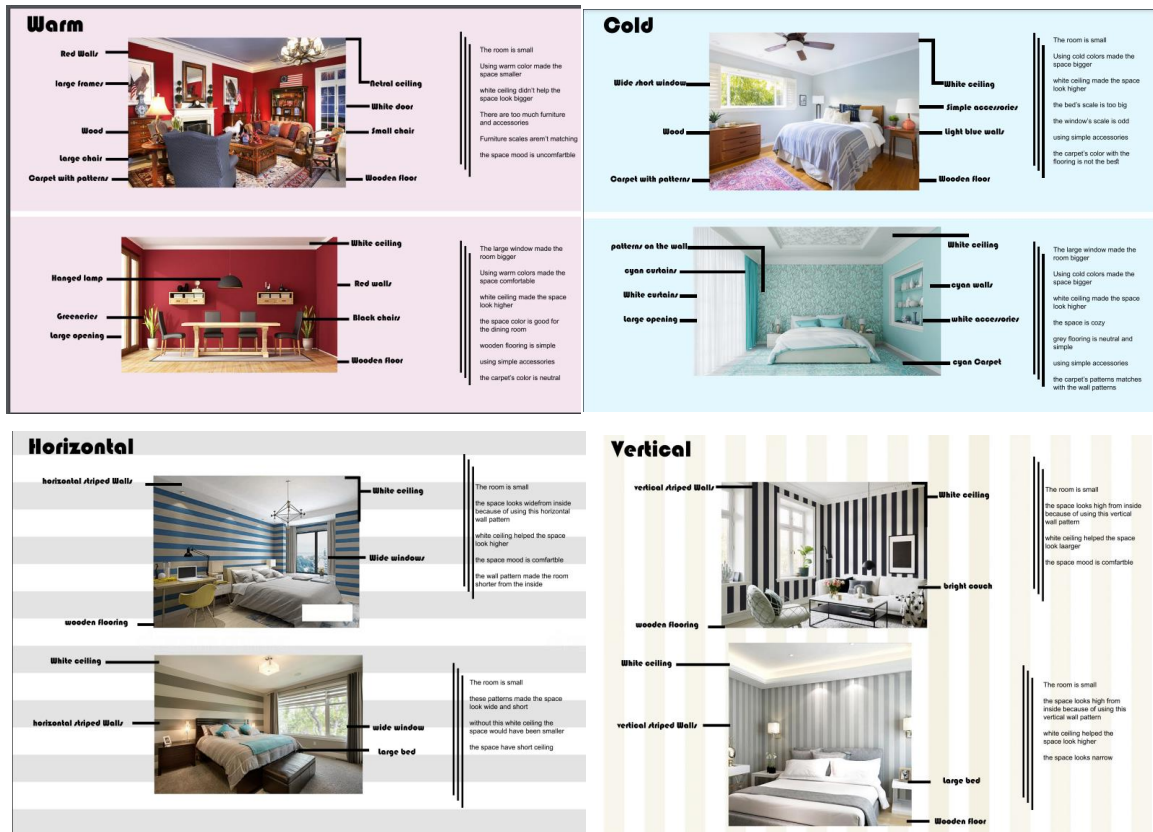 Warm
Red Walls
large frames
Wood
Large chair
Carpet with patterns
Netral ceiling
White door
Small chair
Wooden floor
The room is small
Using warm color made the
space smaller
white ceiling didn't help the
space look bigger
There are too much furniture
and accessories
Furniture scales aren't matching
the space mood is uncomfartble
White ceiling
Hanged lamp
Red walls
Greeneries
Black chairs
Large opening
Wooden Floor
The large window made the
room bigger
Using warm colors made the
space comfortable
white ceiling made the space
look higher
the space color is good for
the dining room
wooden flooring is simple
using simple accessories
the carpet's color is neutral
Cold
Wide short window
Wood
Carpet with patterns
White ceiling
Simple accessories
Light blue walls
Wooden Floor
The room is small
Using cold colors made the
space bigger
white ceiling made the space
look higher
the bed's scale is too big
the window's scale is odd
using simple accessories
the carpet's color with the
flooring is not the best
patterns on the wall
cyan curtains
White curtains
Large opening
White ceiling
cyan walls
white accessories
cyan Carpet
The large window made the
room bigger
Using cold colors made the
space bigger
white ceiling made the space
look higher
the space is cozy
grey flooring is neutral and
simple
using simple accessories
the carpet's patterns matches
with the wall patterns
Horizontal
horizontal striped Walls
White ceiling
Wide windows
wooden flooring
The room is small
the space looks widefrom inside
because of using this horizontal
wall pattern
white ceiling helped the space
look higher
the space mood is comfartble
the wall pattern made the room
shorter from the inside
White ceiling
horizontal striped Walls
wide window
Large bed
The room is small
these patterns made the space
look wide and short
without this white ceiling the
space would have been smaller
the space have short ceiling
Vertical
vertical striped Walls
White ceiling
bright couch
wooden flooring
The room is small
the space looks high from inside
because of using this vertical
wall pattern
white ceiling helped the space
look laarger
the space mood is comfartble
White ceiling
vertical striped Walls
Large bed
Wooden Floor
The room is small
the space looks high from
inside because of using this
vertical wall pattern
white ceiling helped the
space look higher
the space looks narrow